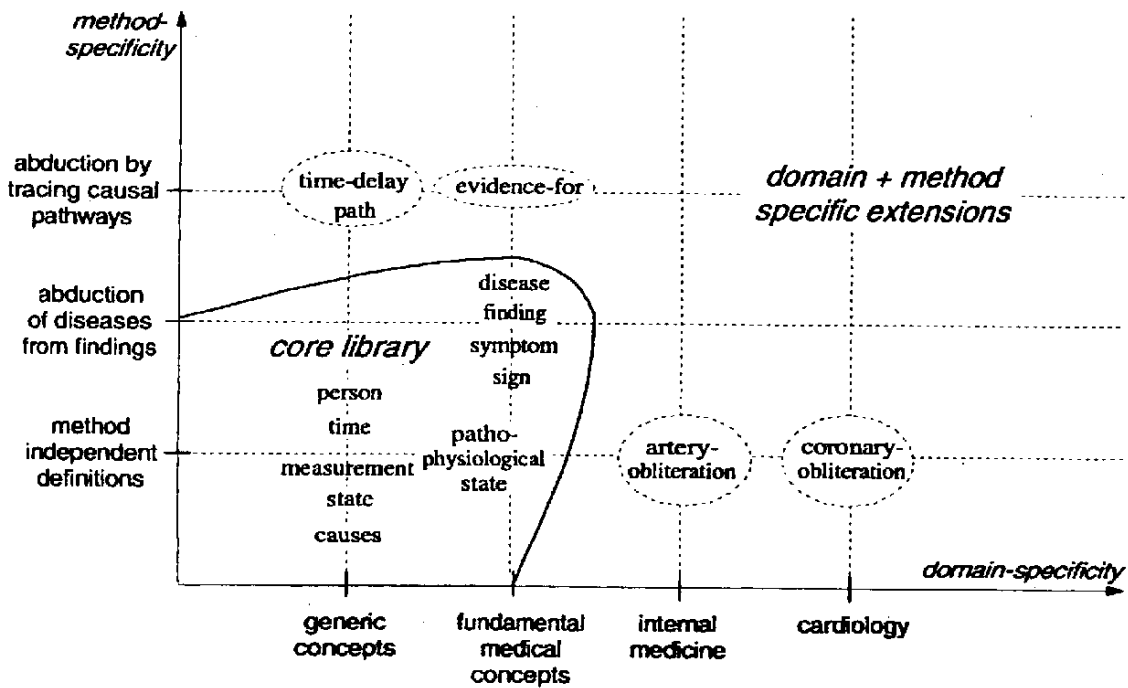 method-
specificity
abduction by
tracing causal
pathways
time-delay
path
evidence-for
domain + method
specific extensions
abduction
of diseases
from findings
core library
disease
finding
symptom
sign
person
time
measurement
state
causes
method
independent
definitions
patho-
physiological
state
artery-
obliteration
coronary-
obliteration
domain-specificity
generic
concepts
fundamental
medical
concepts
internal
medicine
cardiology